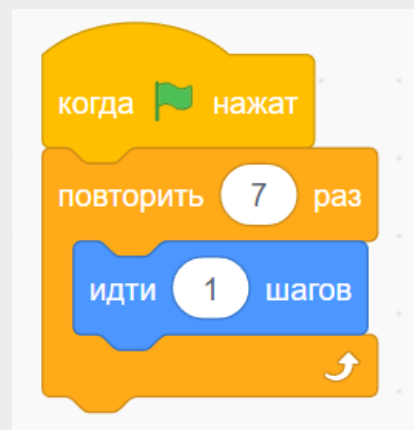 когда нажат
повторить 7 раз
идти 1 шагов